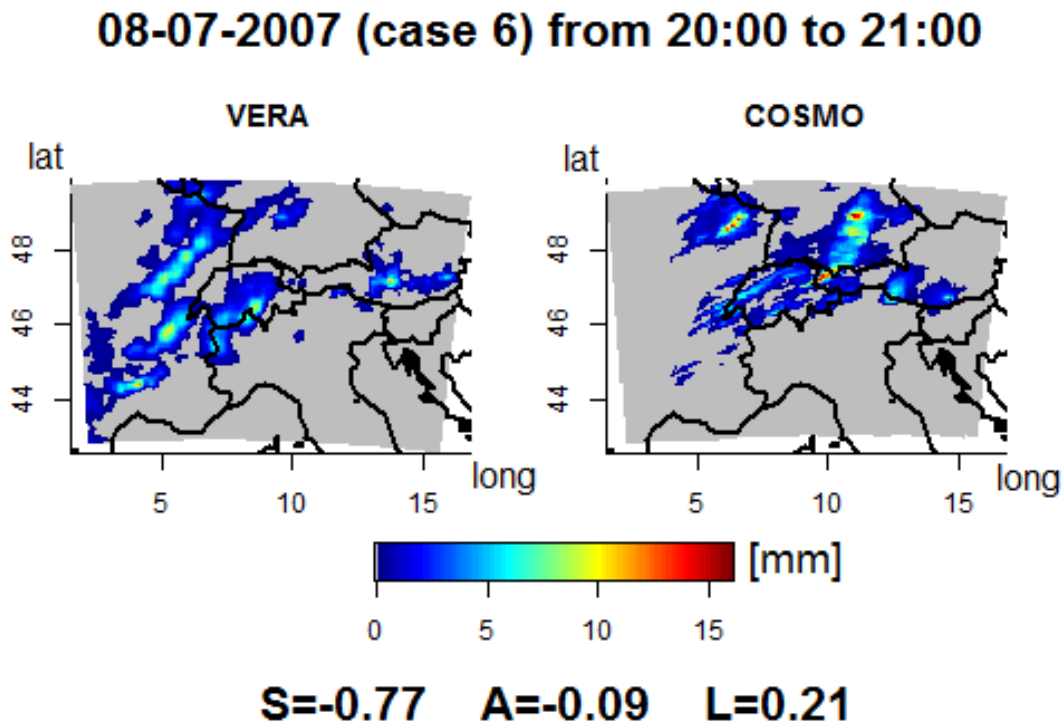 08-07-2007 (case 6) from 20:00 to 21:00
VERA COSMO
lat lat
48 48
46 46
44 44
5 10 15 long 5 10 15 long
[mm]
0 5 10 15
S=-0.77 A=-0.09 L=0.21